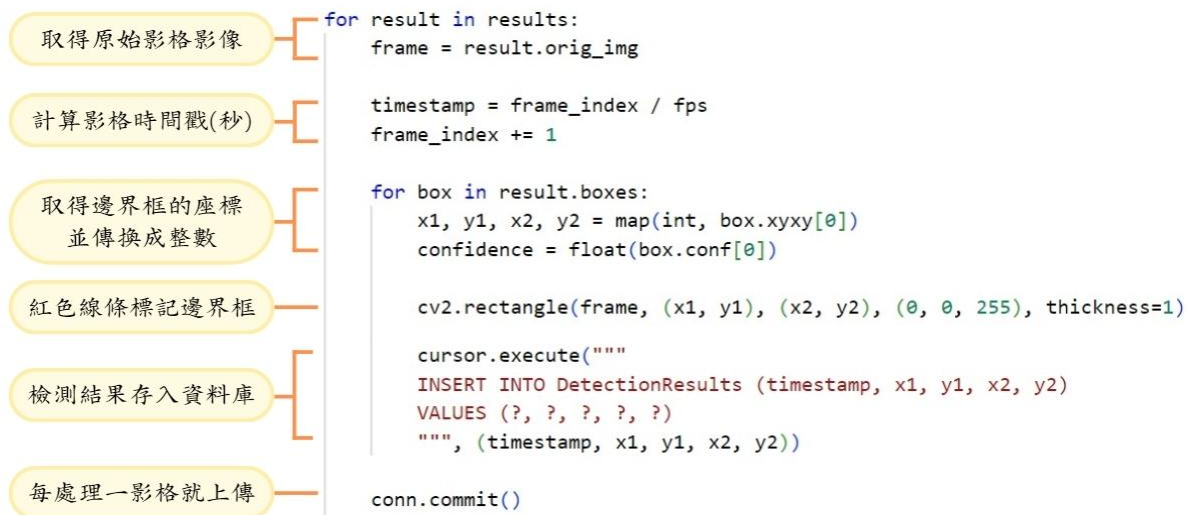 取得原始影格影像
for result in results:
frame = result.orig_img
計算影格時間戳(秒)
timestamp = frame_index / fps
frame_index += 1
取得邊界框的座標
並傳換成整數
for box in result.boxes:
x1, y1, x2, y2 = map(int, box.xyxy[0])
confidence = float(box.conf[0])
紅色線條標記邊界框
cv2.rectangle(frame, (x1, y1), (x2, y2), (0, 0, 255), thickness=1)
檢測結果存入資料庫
cursor.execute("""
INSERT INTO DetectionResults (timestamp, x1, y1, x2, y2)
VALUES (?, ?, ?, ?, ?)
""", (timestamp, x1, y1, x2, y2))
每處理一影格就上傳
conn.commit()